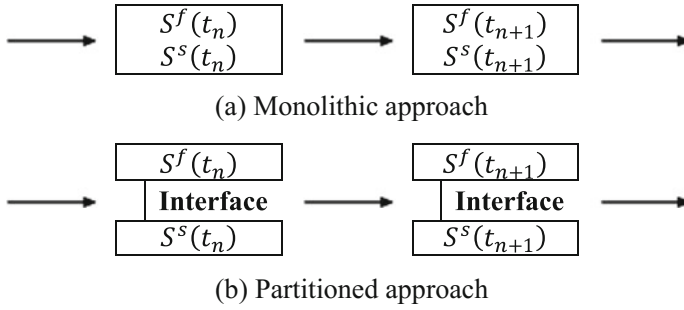 S^f(t_n) S^f(t_{n+1})
S^s(t_n) S^s(t_{n+1})
(a) Monolithic approach
S^f(t_n) S^f(t_{n+1})
Interface Interface
S^s(t_n) S^s(t_{n+1})
(b) Partitioned approach